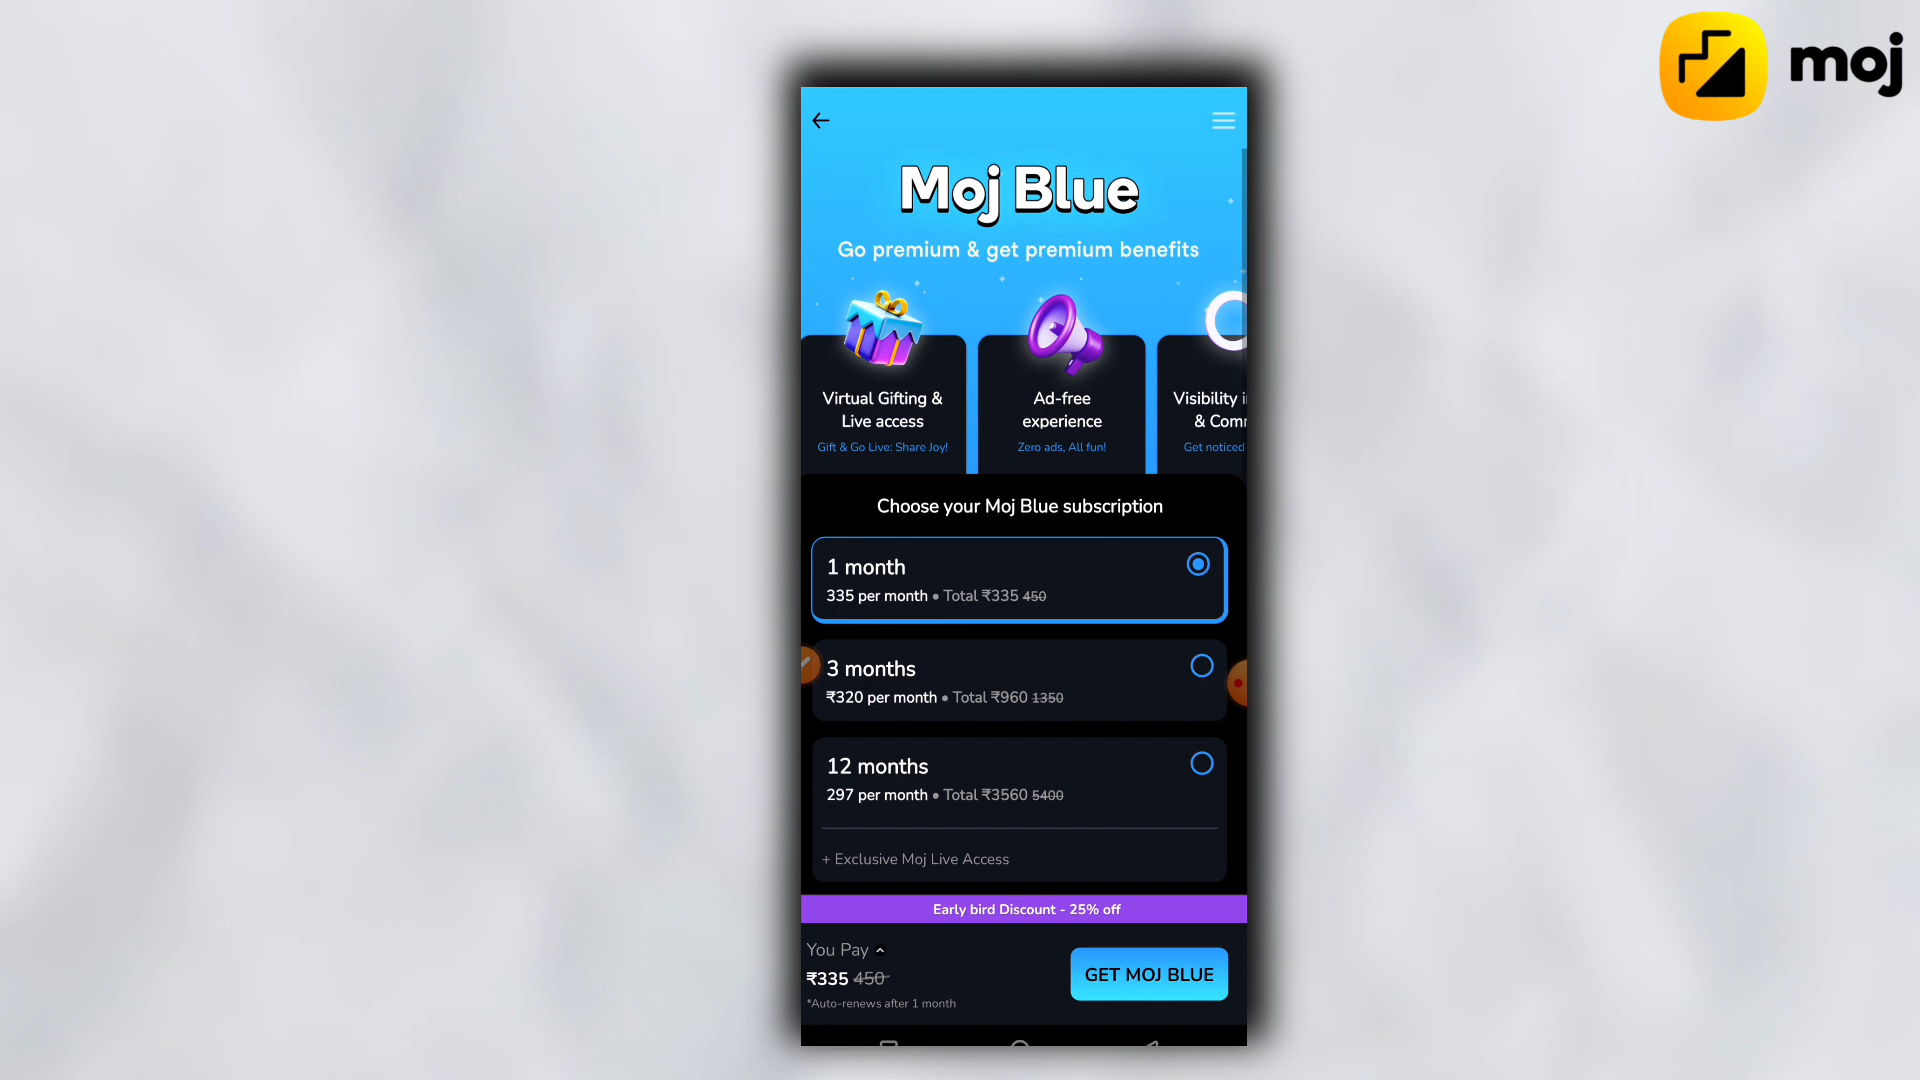 moj
Moj Blue
Go premium & get premium benefits
Virtual Gifting &
Live access
Gift & Go Live: Share Joy!
Ad-free
experience
Zero ads, All fun!
Visibility
&
Get noticed
Choose your Moj Blue subscription
1 month
335 per month • Total ₹335 450
3 months
₹320 per month • Total ₹960 1350
12 months
297 per month • Total ₹3560 5400
+ Exclusive Moj Live Access
Early bird Discount - 25% off
You Pay
₹335 450
*Auto-renews after 1 month
GET MOJ BLUE